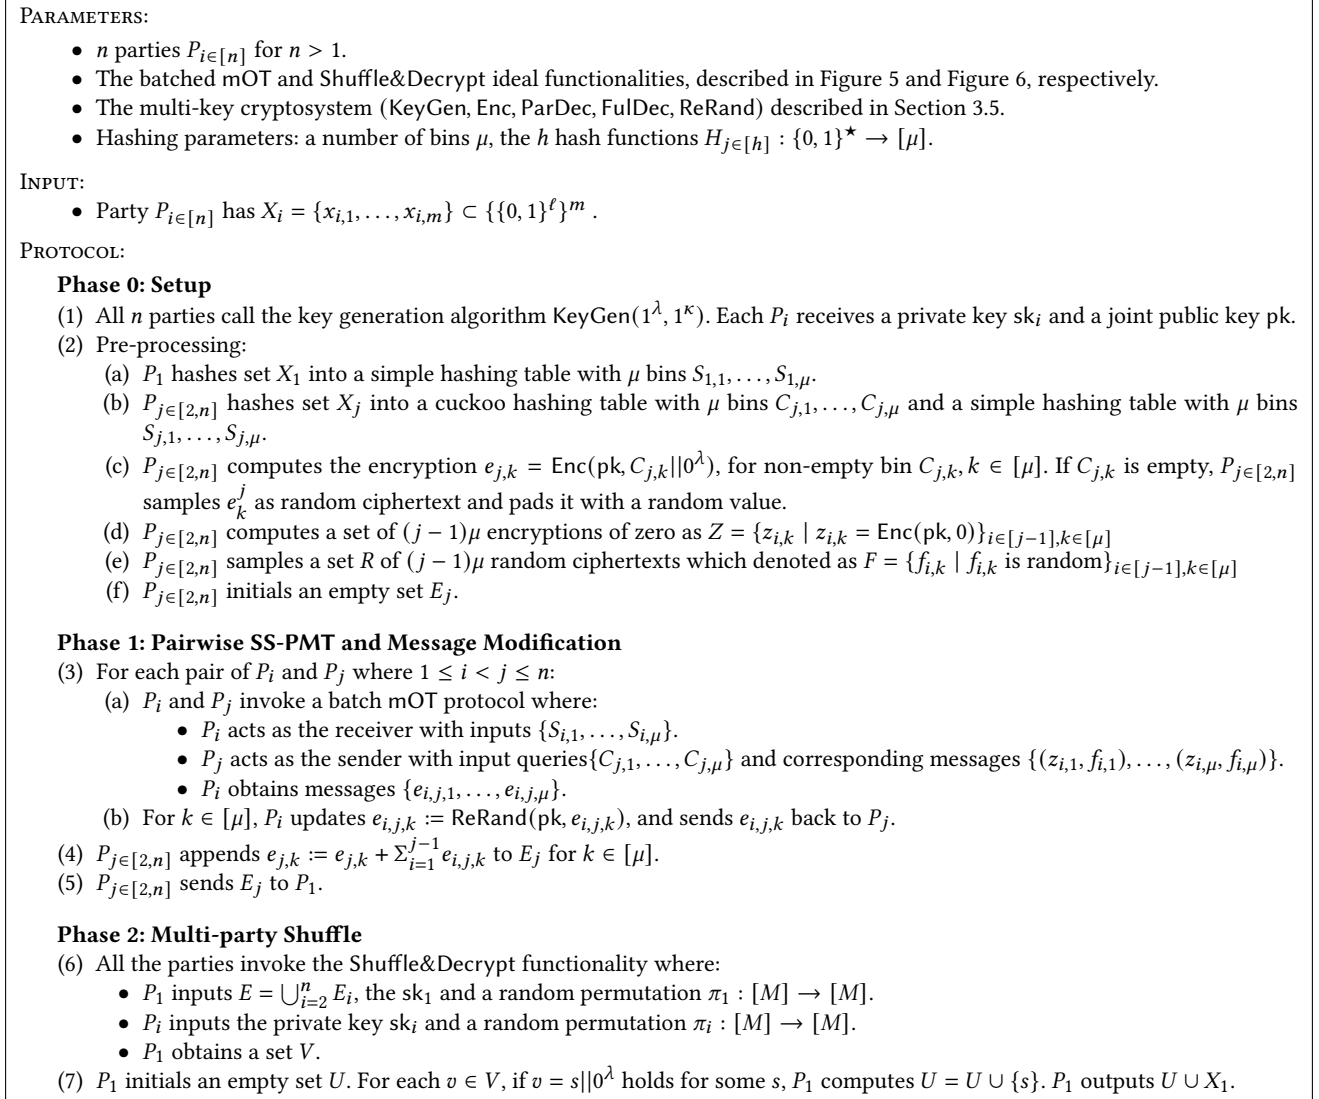 PARAMETERS:
• n parties P_{i∈[n]} for n > 1.
• The batched mOT and Shuffle&Decrypt ideal functionalities, described in Figure 5 and Figure 6, respectively.
• The multi-key cryptosystem (KeyGen, Enc, ParDec, FulDec, ReRand) described in Section 3.5.
• Hashing parameters: a number of bins μ, the h hash functions H_{j∈[h]} : {0, 1}^★ → [μ].
INPUT:
• Party P_{i∈[n]} has X_i = {x_{i,1}, . . . , x_{i,m}} ⊂ {{0, 1}^ℓ}^m .
PROTOCOL:
Phase 0: Setup
(1) All n parties call the key generation algorithm KeyGen(1^λ, 1^κ). Each P_i receives a private key sk_i and a joint public key pk.
(2) Pre-processing:
(a) P_1 hashes set X_1 into a simple hashing table with μ bins S_{1,1}, . . . , S_{1,μ}.
(b) P_{j∈[2,n]} hashes set X_j into a cuckoo hashing table with μ bins C_{j,1}, . . . , C_{j,μ} and a simple hashing table with μ bins
S_{j,1}, . . . , S_{j,μ}.
(c) P_{j∈[2,n]} computes the encryption e_{j,k} = Enc(pk, C_{j,k}||0^λ), for non-empty bin C_{j,k}, k ∈ [μ]. If C_{j,k} is empty, P_{j∈[2,n]}
samples e_k^j as random ciphertext and pads it with a random value.
(d) P_{j∈[2,n]} computes a set of (j − 1)μ encryptions of zero as Z = {z_{i,k} | z_{i,k} = Enc(pk, 0)}_{i∈[j−1],k∈[μ]}
(e) P_{j∈[2,n]} samples a set R of (j − 1)μ random ciphertexts which denoted as F = {f_{i,k} | f_{i,k} is random}_{i∈[j−1],k∈[μ]}
(f) P_{j∈[2,n]} initials an empty set E_j.
Phase 1: Pairwise SS-PMT and Message Modification
(3) For each pair of P_i and P_j where 1 ≤ i < j ≤ n:
(a) P_i and P_j invoke a batch mOT protocol where:
• P_i acts as the receiver with inputs {S_{i,1}, . . . , S_{i,μ}}.
• P_j acts as the sender with input queries{C_{j,1}, . . . , C_{j,μ}} and corresponding messages {(z_{i,1}, f_{i,1}), . . . , (z_{i,μ}, f_{i,μ})}.
• P_i obtains messages {e_{i,j,1}, . . . , e_{i,j,μ}}.
(b) For k ∈ [μ], P_i updates e_{i,j,k} := ReRand(pk, e_{i,j,k}), and sends e_{i,j,k} back to P_j.
(4) P_{j∈[2,n]} appends e_{j,k} := e_{j,k} + Σ_{i=1}^{j−1} e_{i,j,k} to E_j for k ∈ [μ].
(5) P_{j∈[2,n]} sends E_j to P_1.
Phase 2: Multi-party Shuffle
(6) All the parties invoke the Shuffle&Decrypt functionality where:
• P_1 inputs E = ⋃_{i=2}^n E_i, the sk_1 and a random permutation π_1 : [M] → [M].
• P_i inputs the private key sk_i and a random permutation π_i : [M] → [M].
• P_1 obtains a set V.
(7) P_1 initials an empty set U. For each v ∈ V, if v = s||0^λ holds for some s, P_1 computes U = U ∪ {s}. P_1 outputs U ∪ X_1.